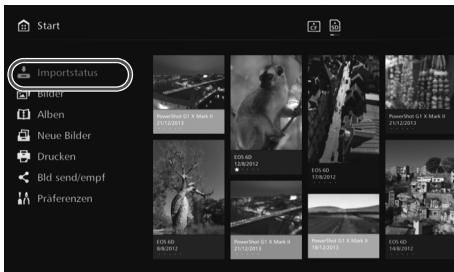 Start
CF
SD
Importstatus
Bilder
Alben
Neue Bilder
Drucken
Bld send/empf
Präferenzen
PowerShot G1 X Mark II
21/12/2013
EOS 6D
8/8/2012
EOS 6D
12/8/2012
PowerShot G1 X Mark II
21/12/2013
EOS 6D
17/8/2012
PowerShot G1 X Mark II
18/12/2013
PowerShot G1 X Mark II
21/12/2013
EOS 6D
14/8/2012